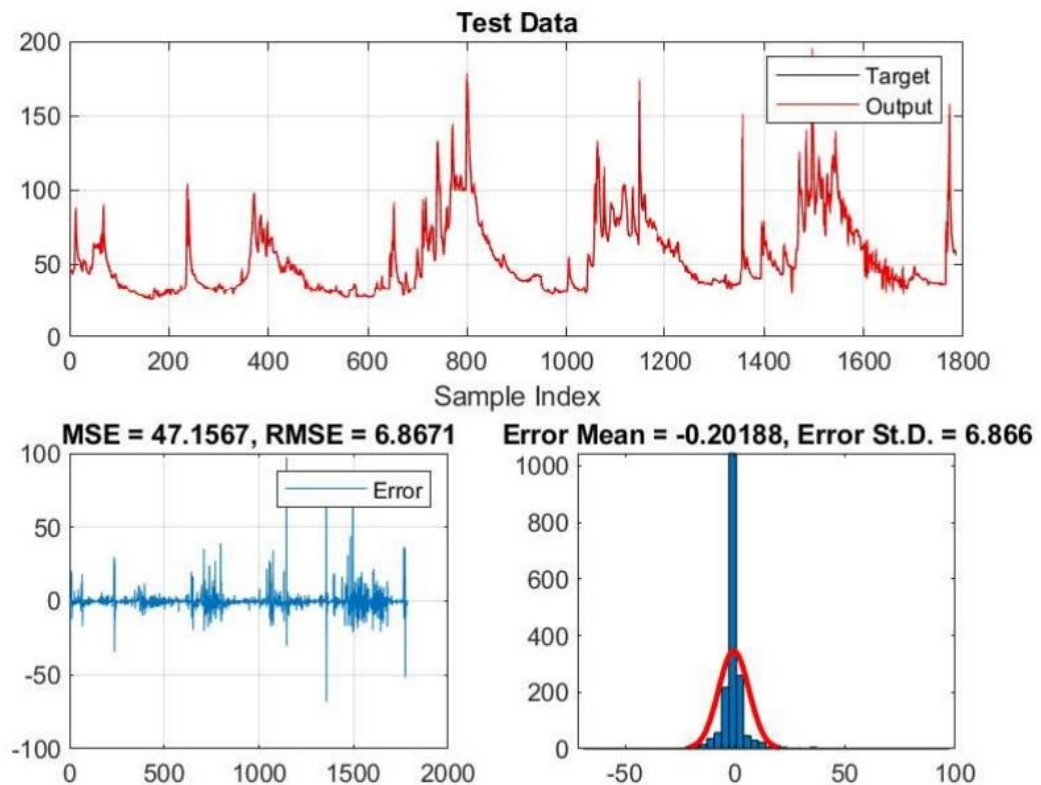 Test Data
200
150
100
50
0
Target
Output
0 200 400 600 800 1000 1200 1400 1600 1800
Sample Index
MSE = 47.1567, RMSE = 6.8671
100
50
0
-50
-100
Error
0 500 1000 1500 2000
Error Mean = -0.20188, Error St.D. = 6.866
1000
800
600
400
200
0
-50 0 50 100